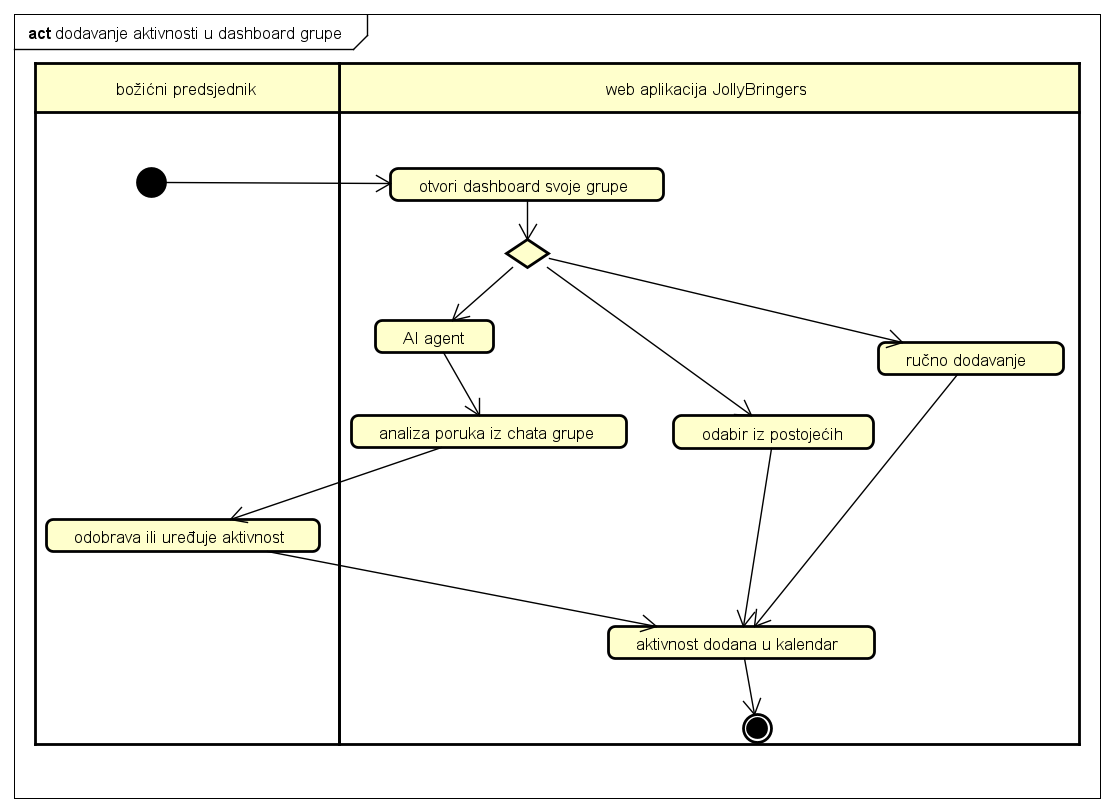 act dodavanje aktivnosti u dashboard grupe
božićni predsjednik
web aplikacija JollyBringers
otvori dashboard svoje grupe
AI agent
ručno dodavanje
analiza poruka iz chata grupe
odabir iz postojećih
odobrava ili uređuje aktivnost
aktivnost dodana u kalendar